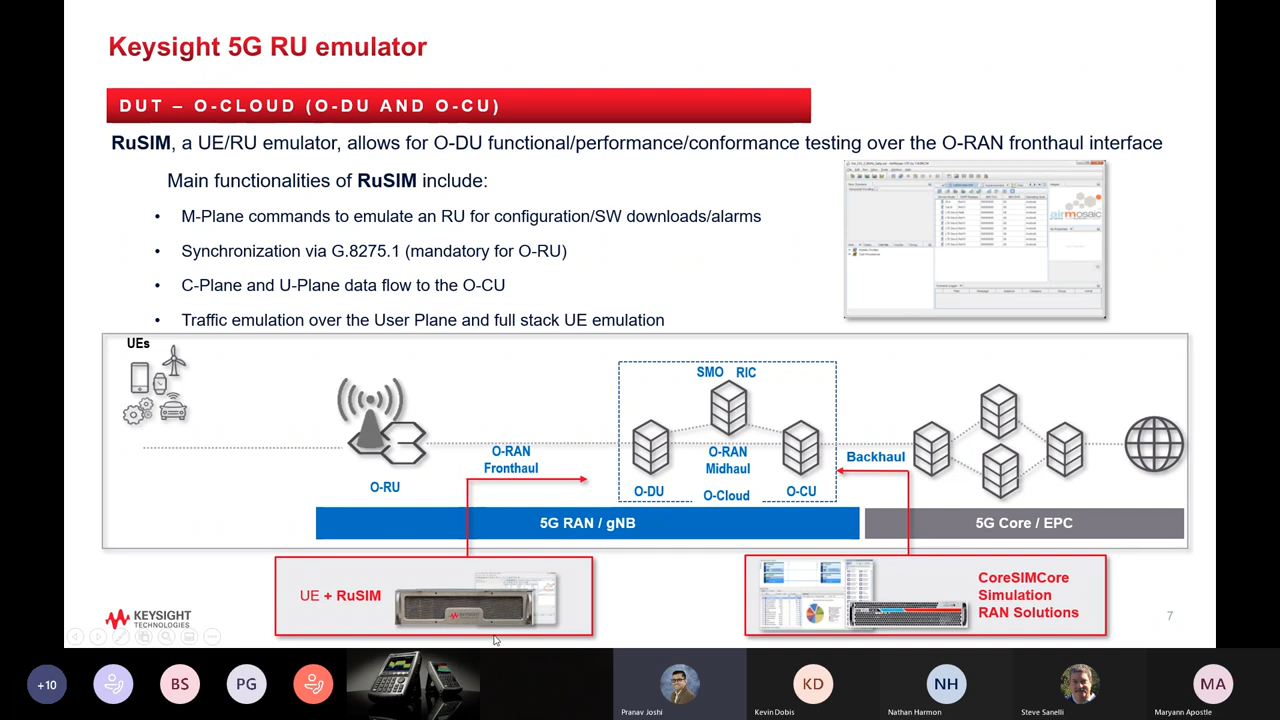 Keysight 5G RU emulator
DUT – O-CLOUD (O-DU AND O-CU)
RuSIM, a UE/RU emulator, allows for O-DU functional/performance/conformance testing over the O-RAN fronthaul interface
Main functionalities of RuSIM include:
• M-Plane commands to emulate an RU for configuration/SW downloads/alarms
• Synchronization via G.8275.1 (mandatory for O-RU)
• C-Plane and U-Plane data flow to the O-CU
• Traffic emulation over the User Plane and full stack UE emulation
airmosaic
UEs
SMO RIC
O-RAN
Fronthaul
O-RAN
Midhaul
Backhaul
O-RU
O-DU
O-Cloud
O-CU
5G RAN / gNB
5G Core / EPC
UE + RuSIM
CoreSIMCore
Simulation
RAN Solutions
KEYSIGHT
TECHNOLOGIES
7
+10
BS
PG
KD
NH
MA
Pranav Joshi
Kevin Dobis
Nathan Harmon
Steve Sanelli
Maryann Apostle